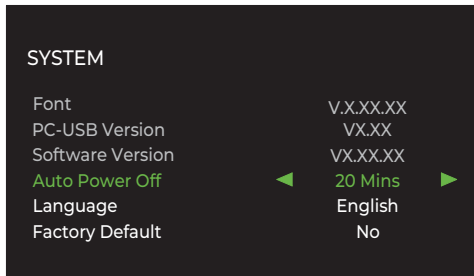 SYSTEM
Font V.X.XX.XX
PC-USB Version VX.XX
Software Version VX.XX.XX
Auto Power Off 20 Mins
Language English
Factory Default No